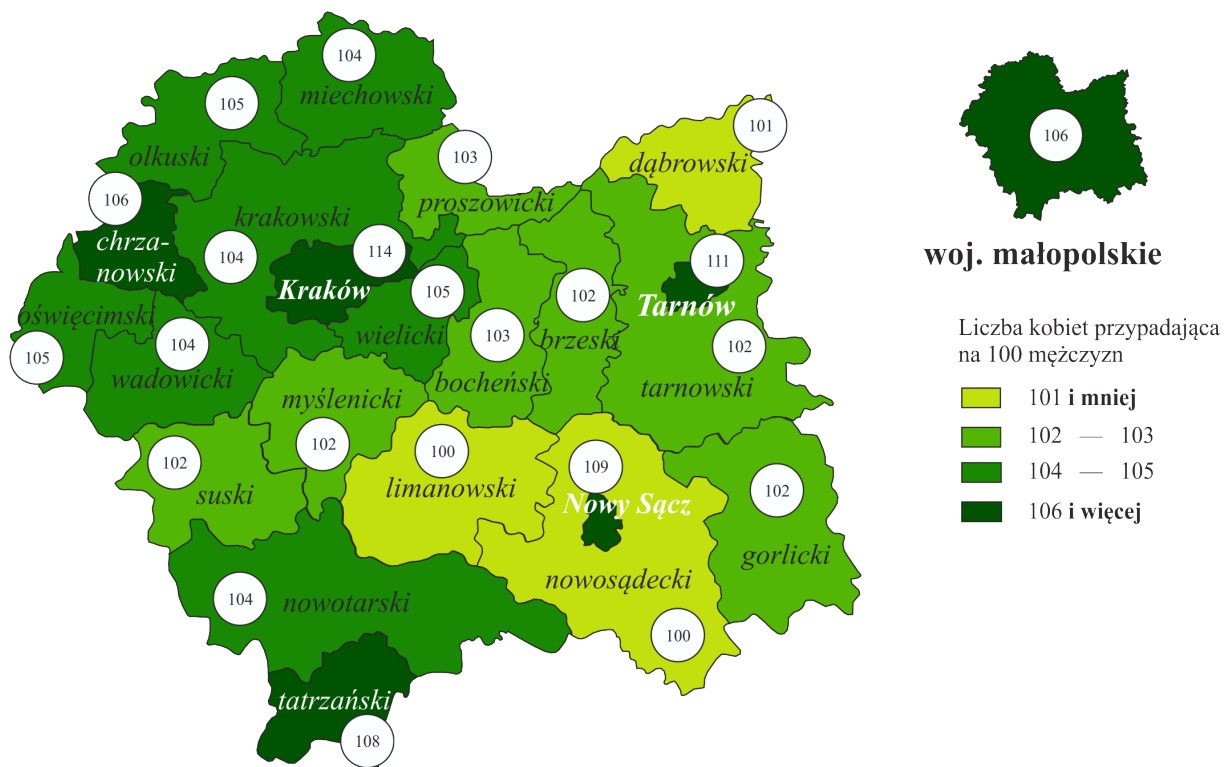 104
miechowski
105
olkuski
101
dąbrowski
103
proszowicki
106
chrza-
nowski
krakowski
104
114
Kraków
105
wielicki
111
Tarnów
102
tarnowski
102
brzeski
103
bocheński
oświęcimski
105
104
wadowicki
myślenicki
102
102
suski
100
limanowski
109
Nowy Sącz
nowosądecki
100
102
gorlicki
104
nowotarski
tatrzański
108
106
woj. małopolskie
Liczba kobiet przypadająca
na 100 mężczyzn
101 i mniej
102 — 103
104 — 105
106 i więcej